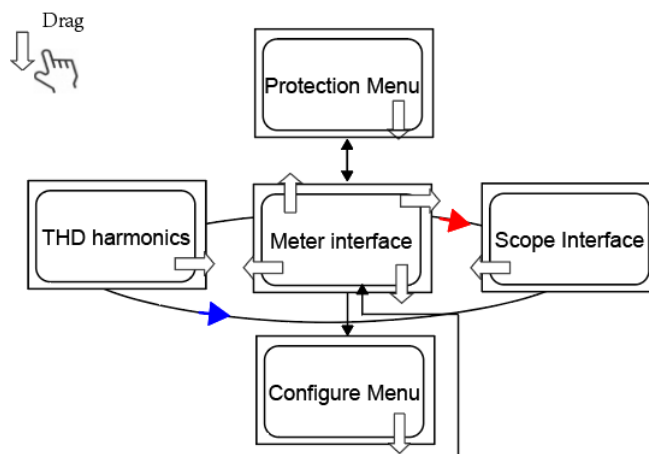 Drag
Protection Menu
THD harmonics
Meter interface
Scope Interface
Configure Menu